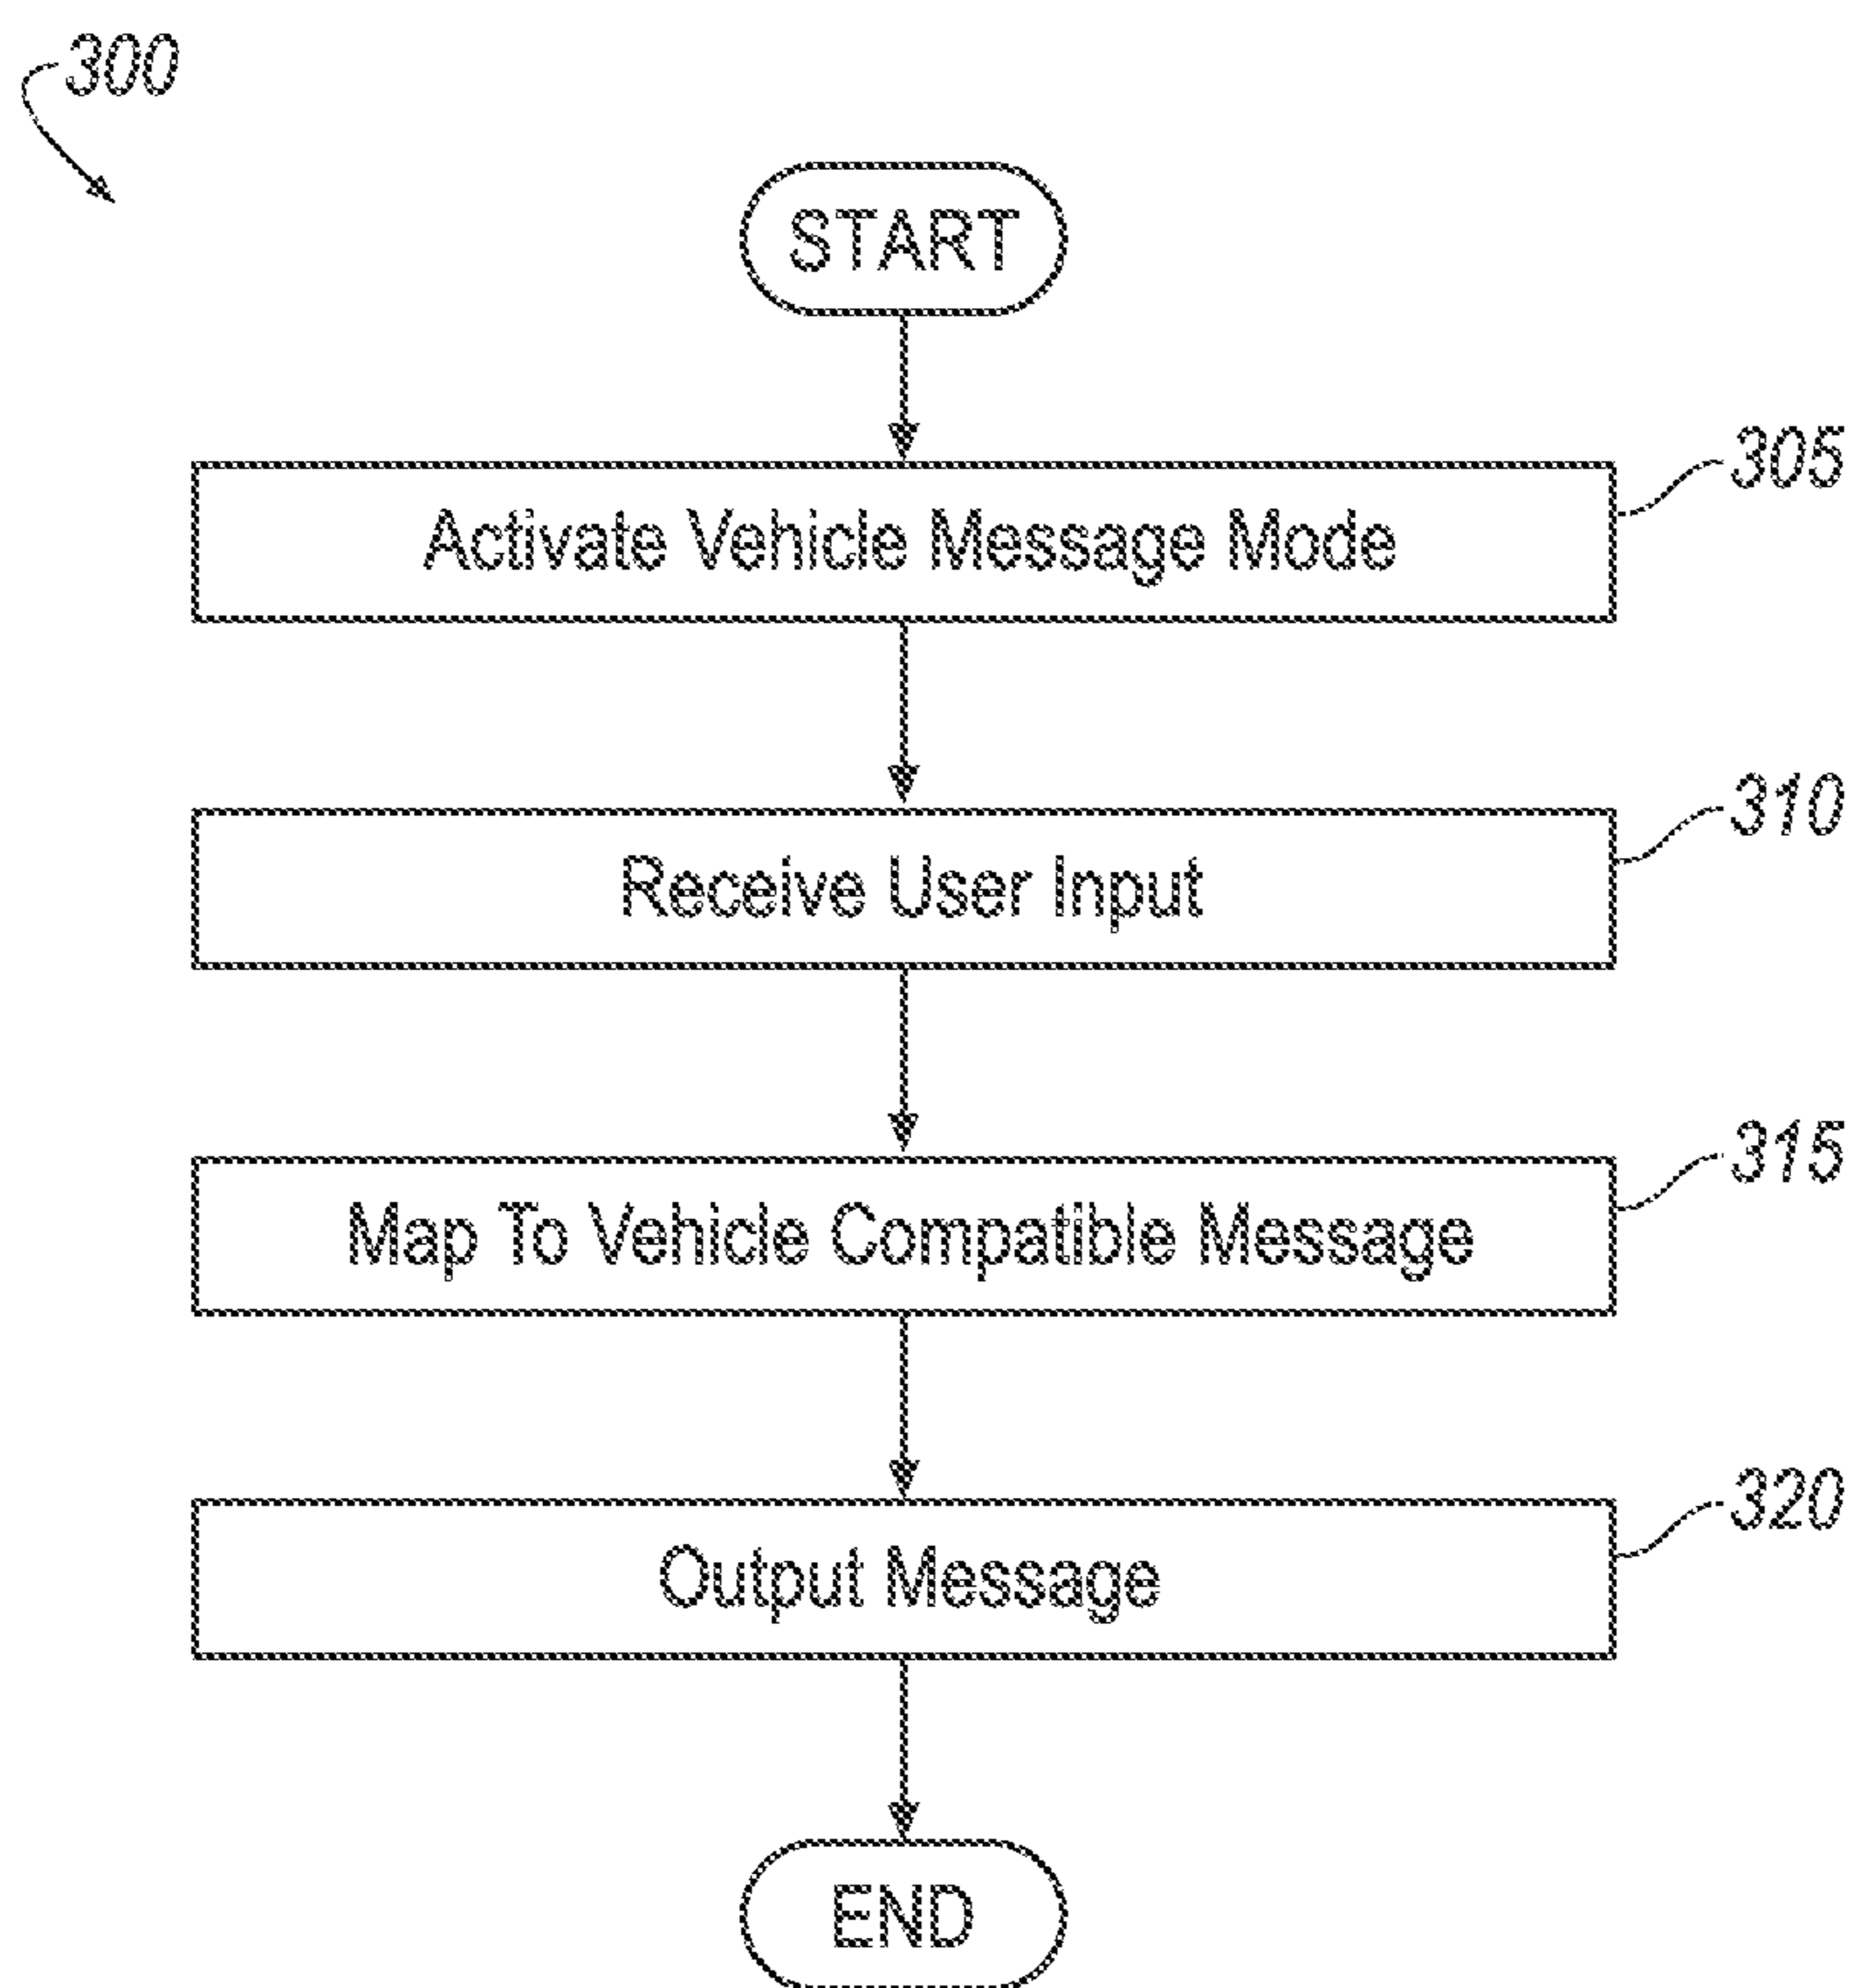 300
START
305
Activate Vehicle Message Mode
310
Receive User Input
315
Map To Vehicle Compatible Message
320
Output Message
END